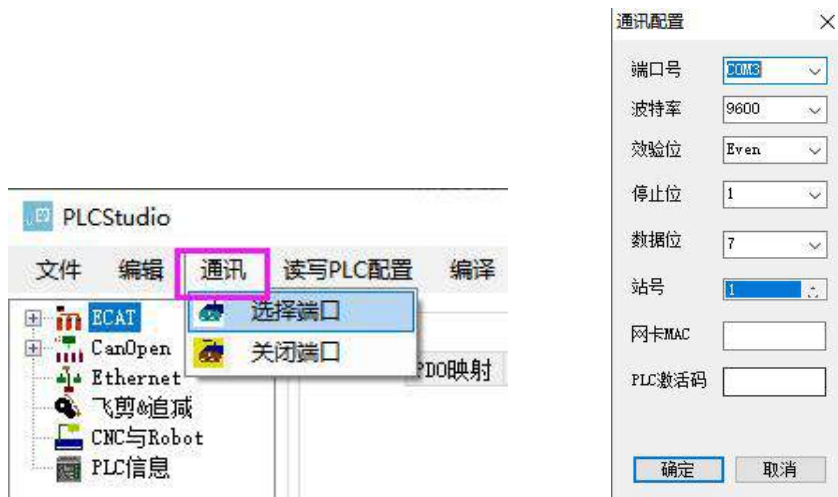 PLCStudio
文件 编辑 通讯 读写PLC配置 编译
选择端口
关闭端口
ECAT
CanOpen
Ethernet
PDO映射
飞剪&追减
CNC与Robot
PLC信息
通讯配置
端口号 COM3
波特率 9600
效验位 Even
停止位 1
数据位 7
站号 1
网卡MAC
PLC激活码
确定 取消